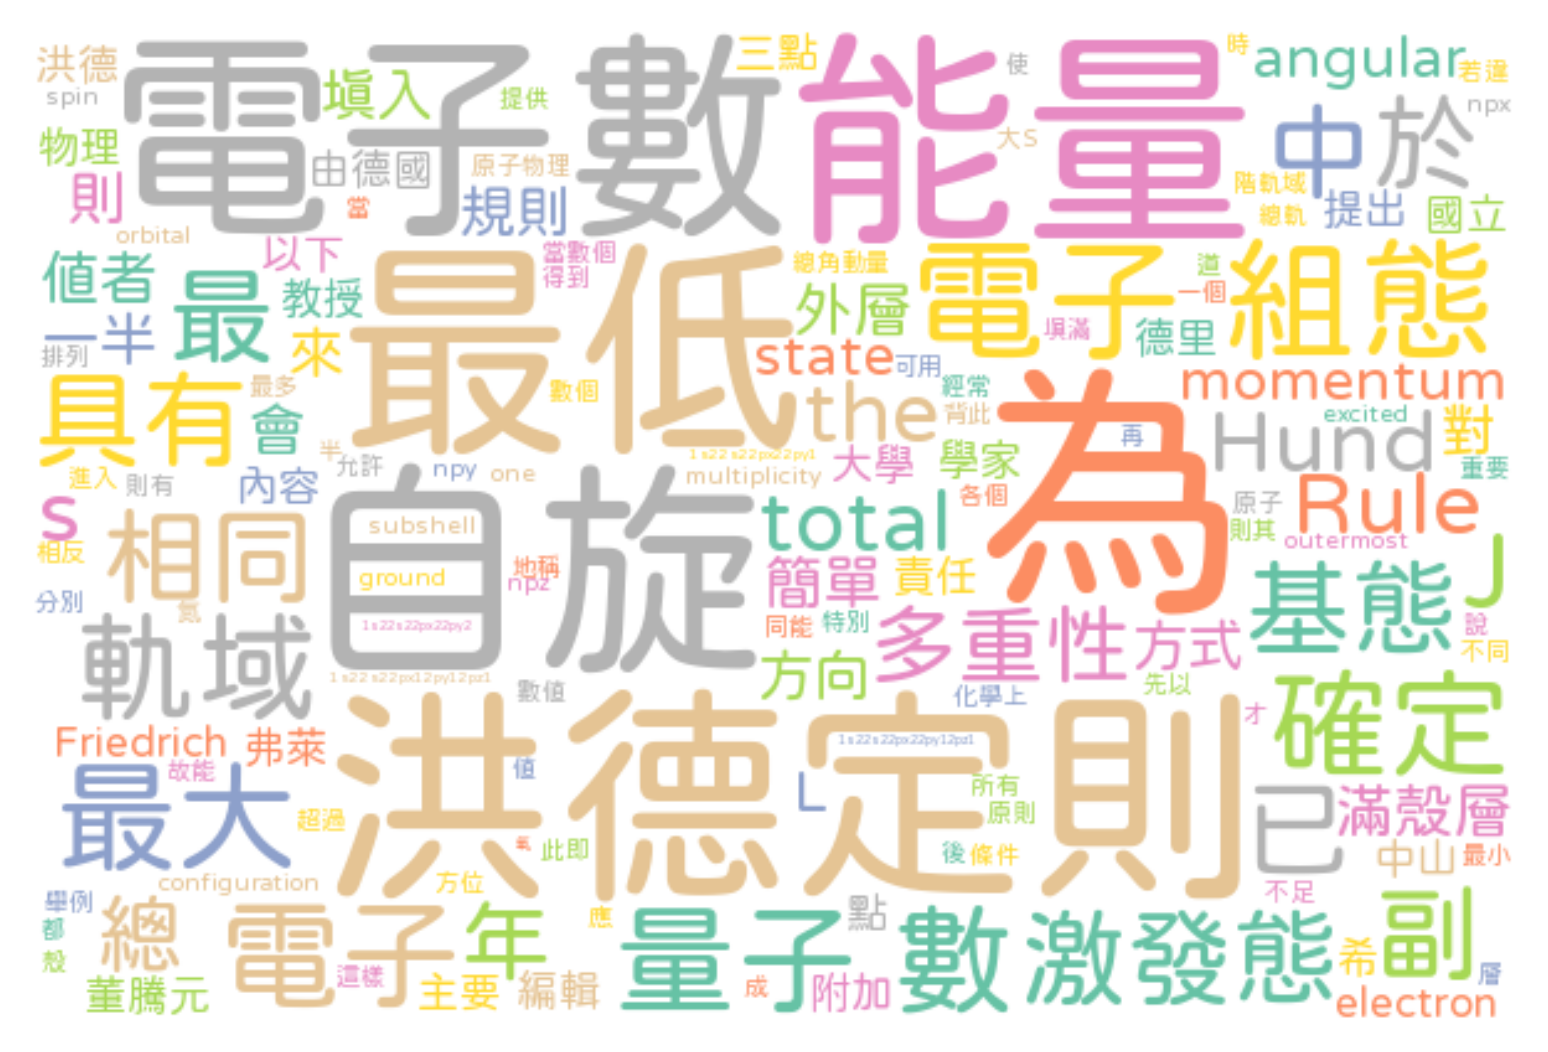 電子數
能量
三點
使
時
angular
若違
洪德
spin
填入
提供
大S
中
於
npx
物理
由德國
原子物理
則
當
規則
階軌域
總軌
提出
國立
orbital
以下
當數個
得到
總角動量
道
一個
電子組態
值者
最
教授
最低
外層
填滿
德里
一半
排列
來
state
可用
momentum
具有
最多
數個
the
經常
背此
為
再
excited
Hund
對
會
半
允許
1s22s22px22py1
multiplicity
大學
學家
重要
進入
則有
內容
npy
one
各個
原子
則其
Rule
outermost
S
相反
相同
自旋
subshell
ground
1s22s22px22py2
地稱
npz
total
簡單
責任
J
基態
分別
氮
同能
特別
多重性
方式
說
不同
軌域
1s22s22px12py12pz1
數值
方向
先以
化學上
確定
才
Friedrich
弗萊
洪德定則
1s22s22px22py12pz1
最大
故能
值
L
所有
原則
已
滿殼層
超過
氧
此即
後
條件
中山
最小
configuration
方位
不足
舉例
都
殼
總
電子
年
應
量子數
點
激發態
希
副
層
董騰元
這樣
主要
編輯
成
附加
electron